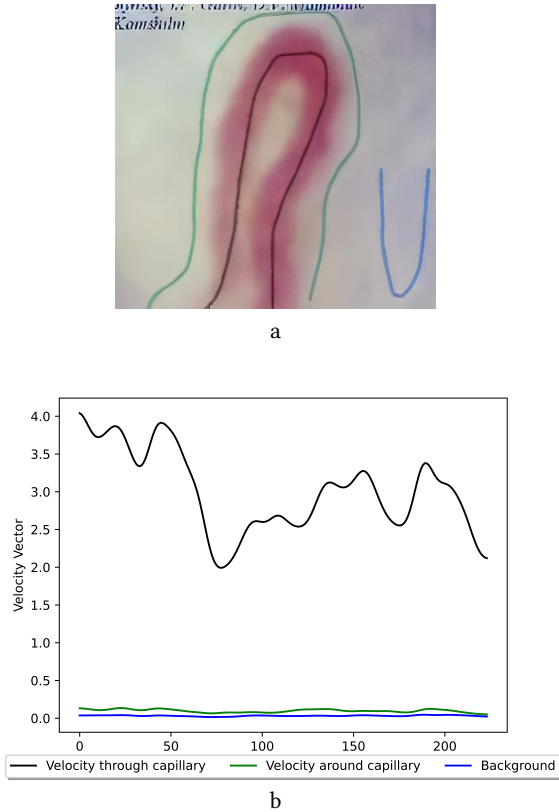 Komshulm
a
4.0
3.5
3.0
2.5
2.0
1.5
1.0
0.5
0.0
Velocity Vector
0 50 100 150 200
Velocity through capillary Velocity around capillary Background
b